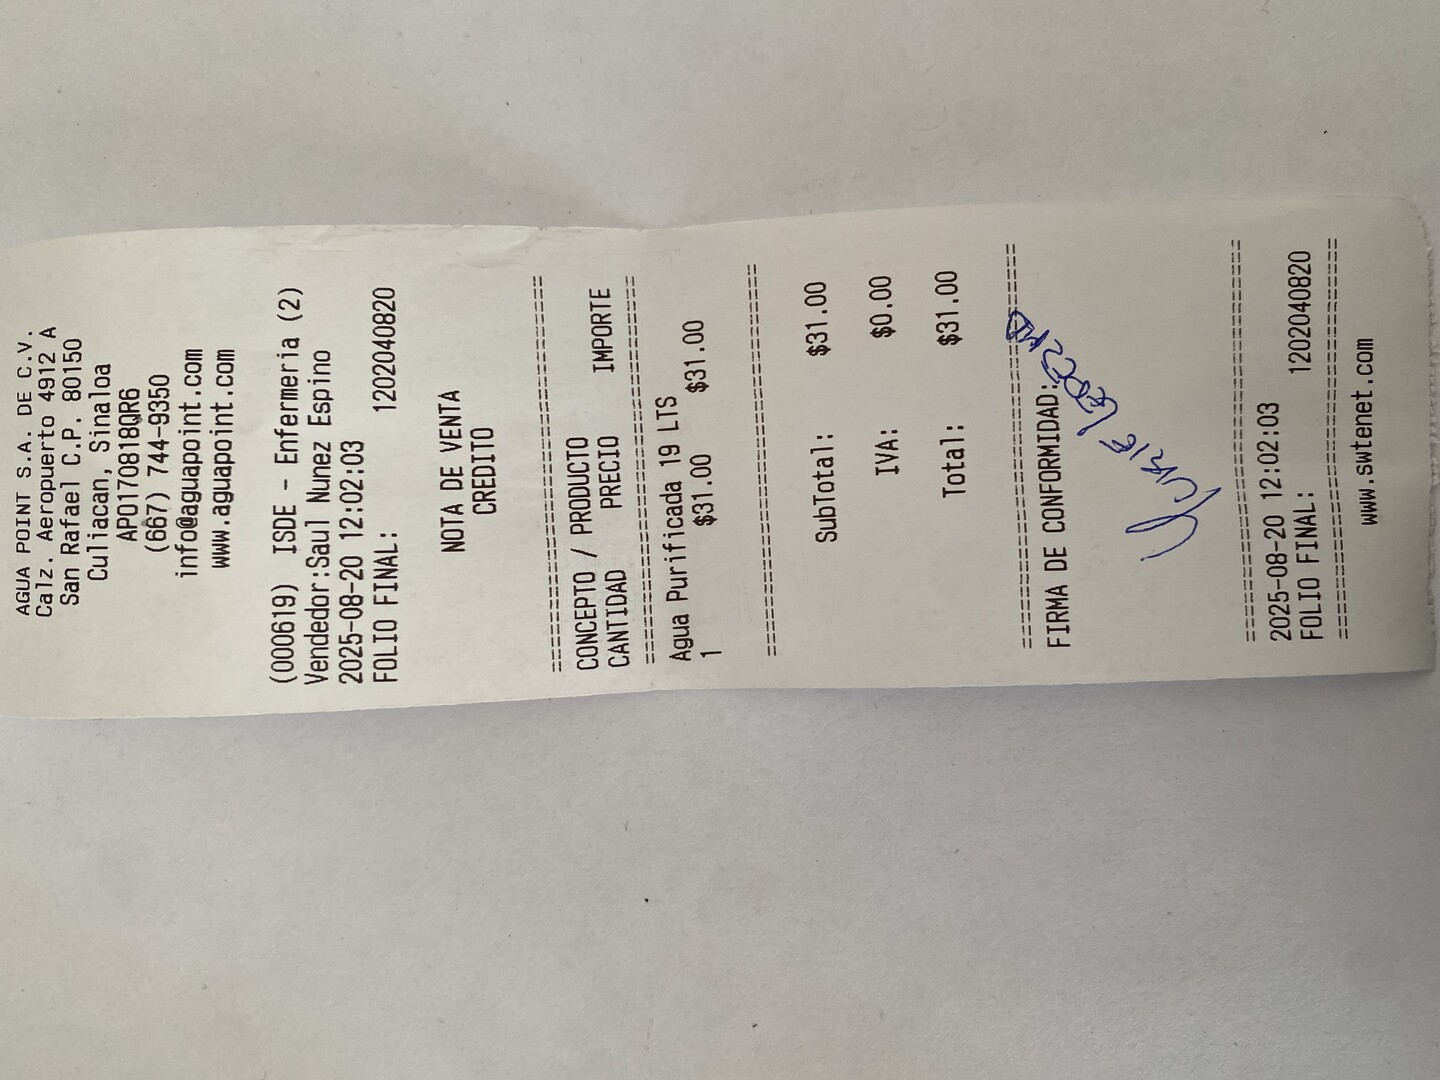 AGUA POINT S.A. DE C.V.
Calz. Aeropuerto 4912 A
San Rafael C.P. 80150
Culiacan, Sinaloa
APO170818QR6
(667) 744-9350
info@aguapoint.com
www.aguapoint.com
(000619) ISDE - Enfermeria (2)
Vendedor:Saul Nunez Espino
2025-08-20 12:02:03
FOLIO FINAL: 1202040820
NOTA DE VENTA
CREDITO
CONCEPTO / PRODUCTO
CANTIDAD PRECIO IMPORTE
Agua Purificada 19 LTS
1 $31.00 $31.00
SubTotal: $31.00
IVA: $0.00
Total: $31.00
FIRMA DE CONFORMIDAD:
2025-08-20 12:02:03
FOLIO FINAL: 1202040820
www.swtenet.com